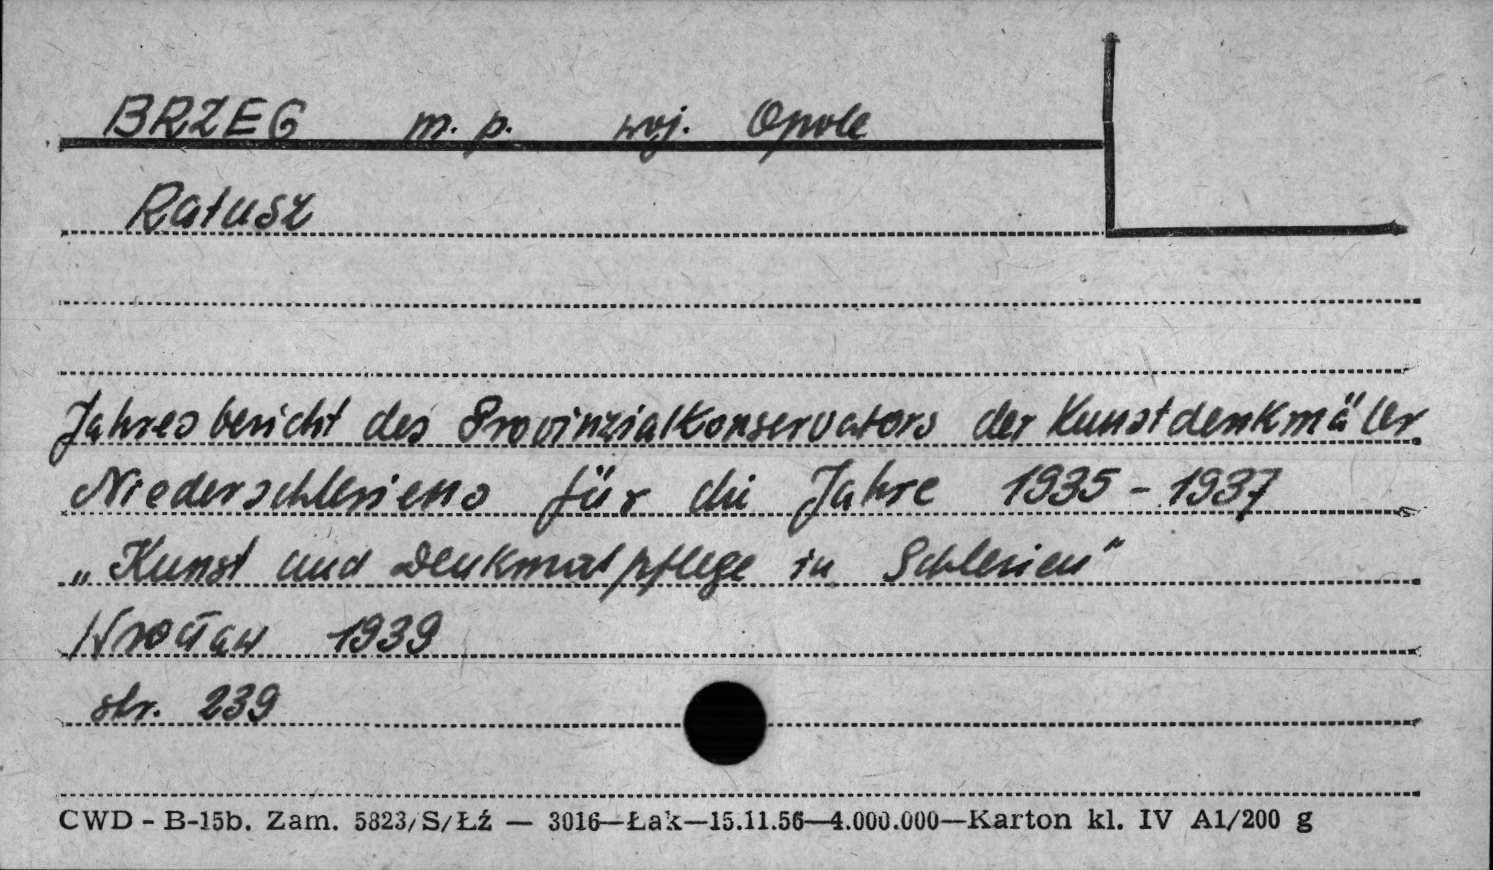 BRZEG m. p. woj. Opole
Ratusz
Jahresbericht des Provinzialkonservators der Kunstdenkmäler
Niederschlesiens für die Jahre 1935 - 1937
„Kunst und Denkmalpflege in Schlesien"
Wrocław 1939
str. 239
CWD - B-15b. Zam. 5823/S/Łź — 3016—Łak—15.11.56—4.000.000—Karton kl. IV A1/200 g